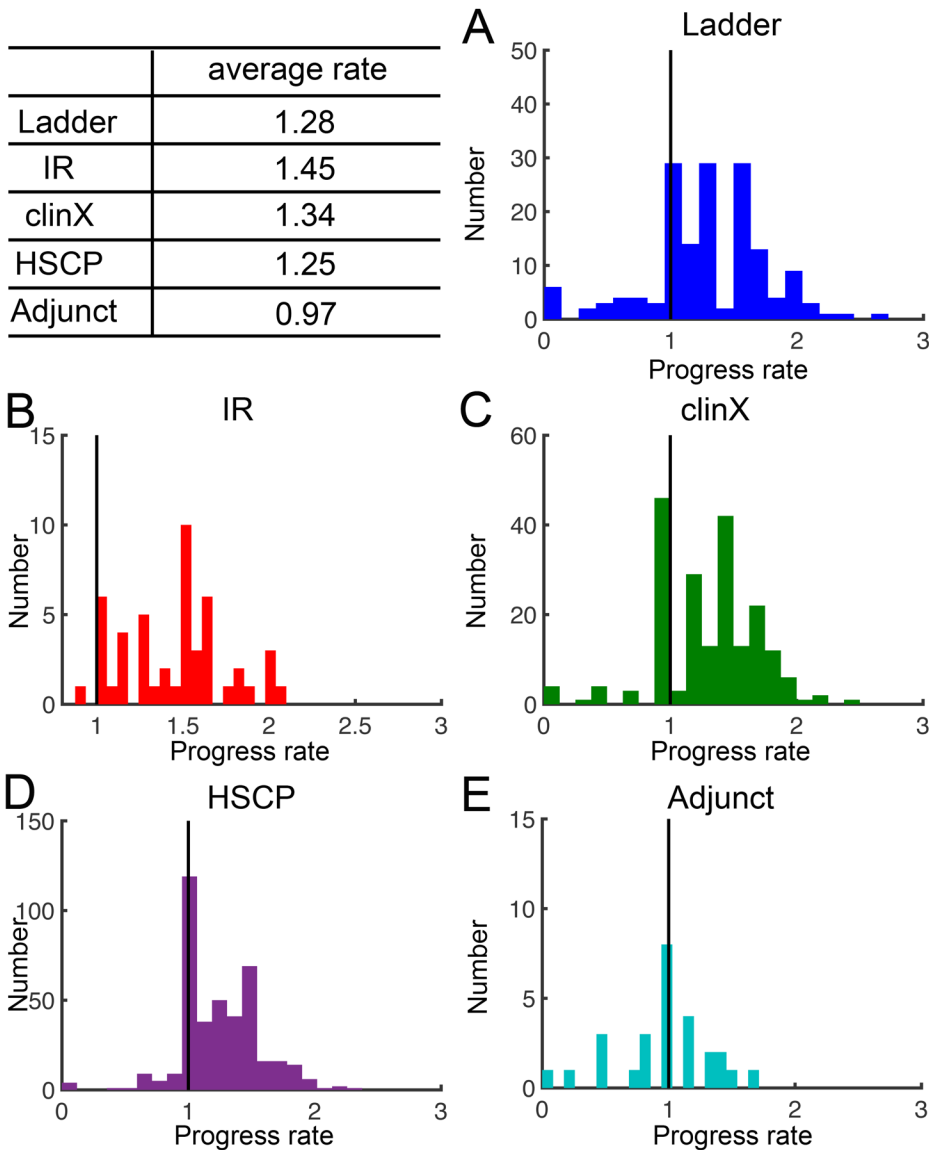 average rate
Ladder 1.28
IR 1.45
clinX 1.34
HSCP 1.25
Adjunct 0.97
A
Ladder
50
40
30
20
10
0
Number
0 1 2 3
Progress rate
B
IR
15
10
5
0
Number
1 1.5 2 2.5 3
Progress rate
C
clinX
60
40
20
0
Number
0 1 2 3
Progress rate
D
HSCP
150
100
50
0
Number
0 1 2 3
Progress rate
E
Adjunct
15
10
5
0
Number
0 1 2 3
Progress rate